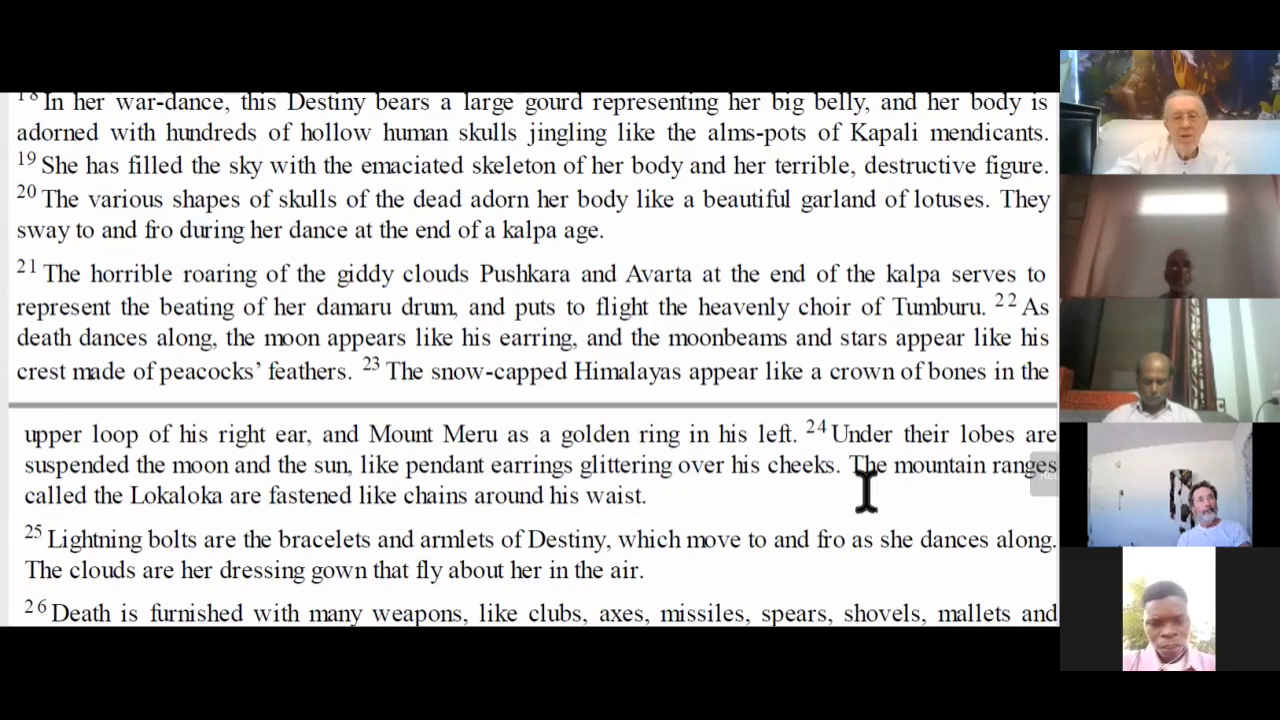 18 In her war-dance, this Destiny bears a large gourd representing her big belly, and her body is
adorned with hundreds of hollow human skulls jingling like the alms-pots of Kapali mendicants.
19 She has filled the sky with the emaciated skeleton of her body and her terrible, destructive figure.
20 The various shapes of skulls of the dead adorn her body like a beautiful garland of lotuses. They
sway to and fro during her dance at the end of a kalpa age.
21 The horrible roaring of the giddy clouds Pushkara and Avarta at the end of the kalpa serves to
represent the beating of her damaru drum, and puts to flight the heavenly choir of Tumburu. 22 As
death dances along, the moon appears like his earring, and the moonbeams and stars appear like his
crest made of peacocks’ feathers. 23 The snow-capped Himalayas appear like a crown of bones in the
upper loop of his right ear, and Mount Meru as a golden ring in his left. 24 Under their lobes are
suspended the moon and the sun, like pendant earrings glittering over his cheeks. The mountain ranges
called the Lokaloka are fastened like chains around his waist.
25 Lightning bolts are the bracelets and armlets of Destiny, which move to and fro as she dances along.
The clouds are her dressing gown that fly about her in the air.
26 Death is furnished with many weapons, like clubs, axes, missiles, spears, shovels, mallets and